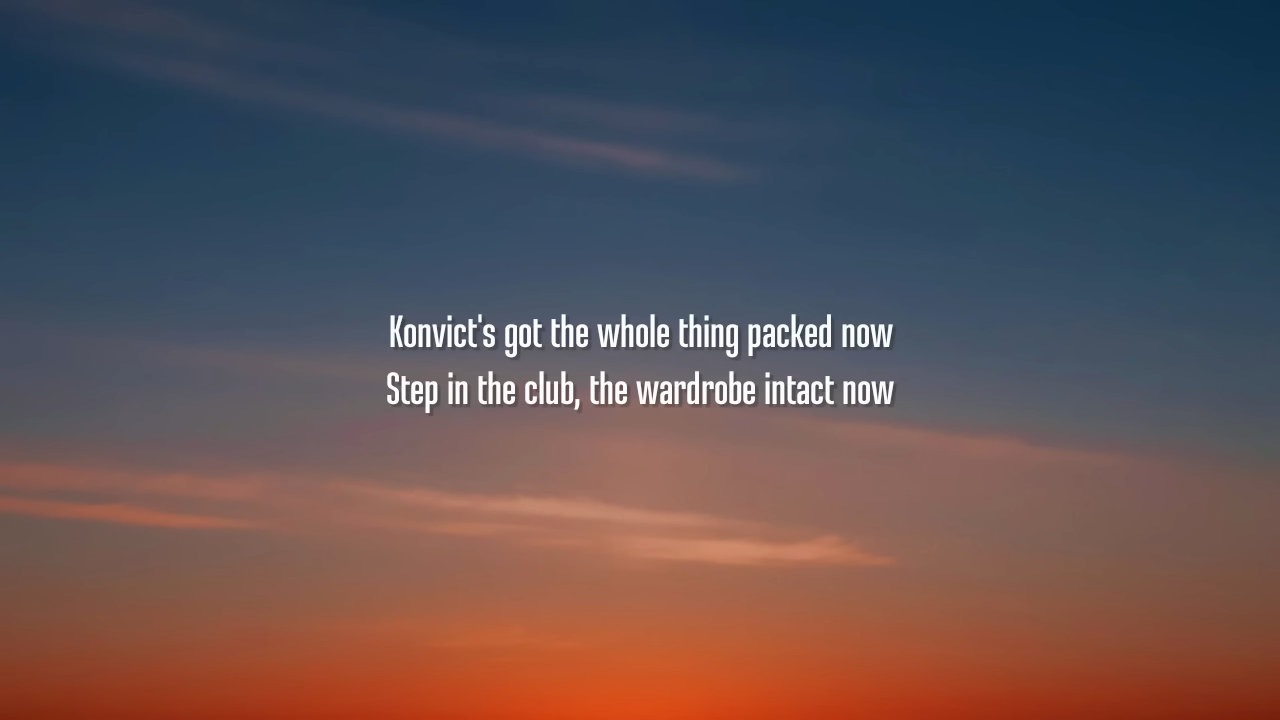 Konvict's got the whole thing packed now
Step in the club, the wardrobe intact now